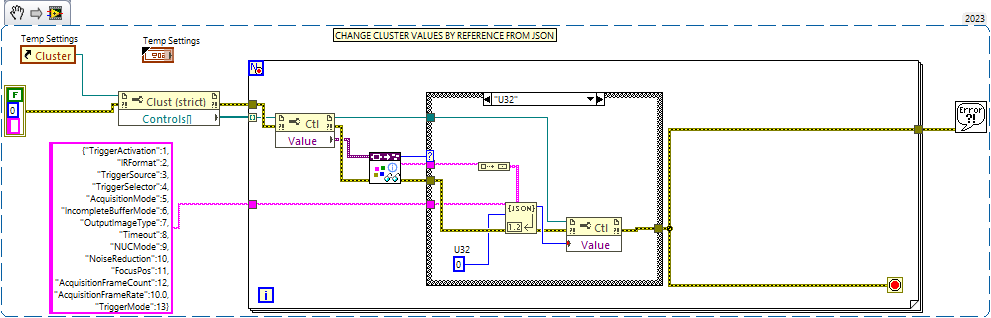 2023
CHANGE CLUSTER VALUES BY REFERENCE FROM JSON
Temp Settings
Cluster
Temp Settings
N
F
0
Clust (strict)
Controls[]
Ctl
Value
"U32"
?
{"TriggerActivation":1,
"IRFormat":2,
"TriggerSource":3,
"TriggerSelector":4,
"AcquisitionMode":5,
"IncompleteBufferMode":6,
"OutputImageType":7,
"Timeout":8,
"NUCMode":9,
"NoiseReduction":10,
"FocusPos":11,
"AcquisitionFrameCount":12,
"AcquisitionFrameRate":10.0,
"TriggerMode":13}
{JSON}
1.2
U32
0
Ctl
Value
Error
?!
i